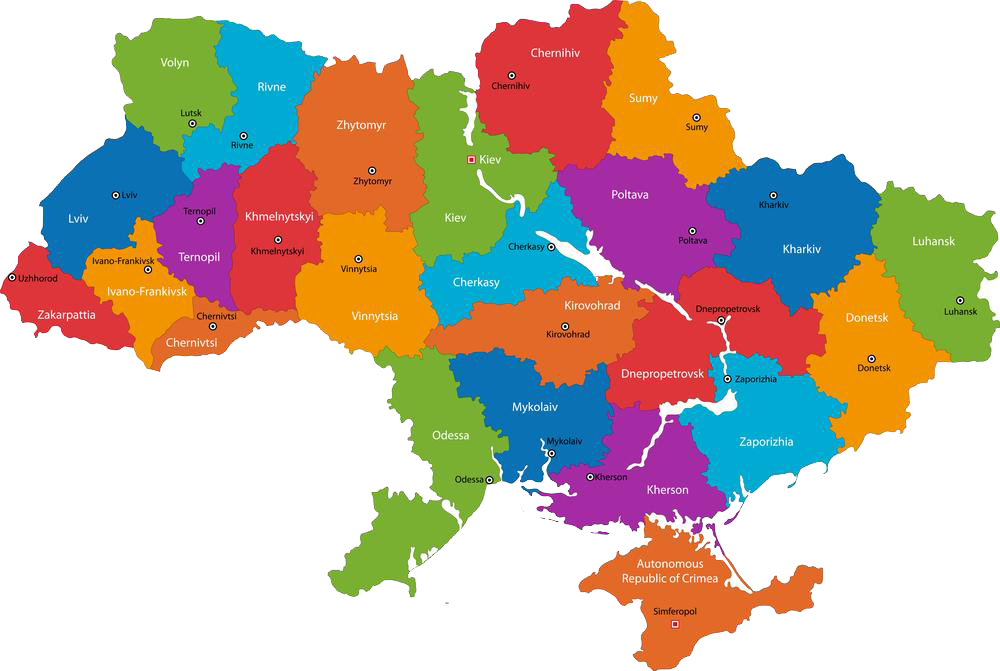 Chernihiv
Volyn
Chernihiv
Rivne
Sumy
Lutsk
Sumy
Zhytomyr
Rivne
Kiev
Zhytomyr
Lviv
Poltava
Kharkiv
Ternopil
Lviv
Khmelnytskyi
Kiev
Poltava
Khmelnytskyi
Luhansk
Cherkasy
Kharkiv
Ternopil
Ivano-Frankivsk
Vinnytsia
Uzhhorod
Cherkasy
Ivano-Frankivsk
Luhansk
Kirovohrad
Dnepropetrovsk
Zakarpattia
Chernivtsi
Vinnytsia
Donetsk
Kirovohrad
Chernivtsi
Donetsk
Dnepropetrovsk
Zaporizhia
Mykolaiv
Odessa
Mykolaiv
Zaporizhia
Odessa
Kherson
Kherson
Autonomous
Republic of Crimea
Simferopol